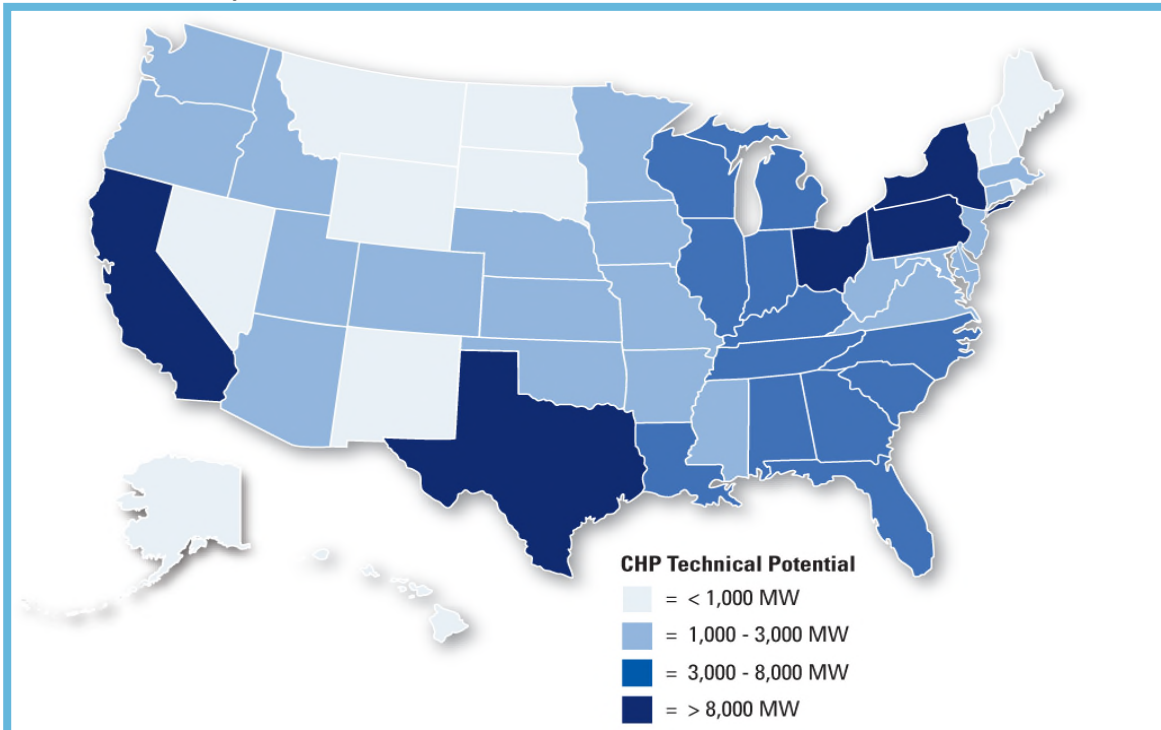 CHP Technical Potential
= < 1,000 MW
= 1,000 - 3,000 MW
= 3,000 - 8,000 MW
= > 8,000 MW